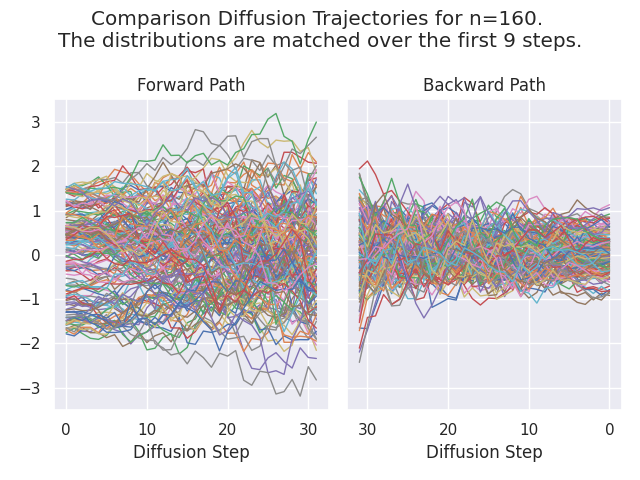 Comparison Diffusion Trajectories for n=160.
The distributions are matched over the first 9 steps.
Forward Path
Backward Path
3
2
1
0
−1
−2
−3
0 10 20 30
30 20 10 0
Diffusion Step
Diffusion Step